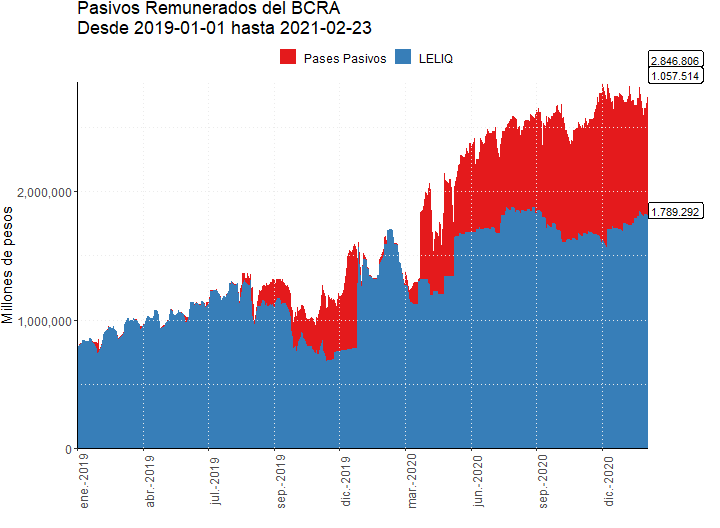 Pasivos Remunerados del BCRA
Desde 2019-01-01 hasta 2021-02-23
Pases Pasivos
LELIQ
2.846.806
1.057.514
1.789.292
Millones de pesos
2,000,000
1,000,000
0
ene.-2019
abr.-2019
jul.-2019
sep.-2019
dic.-2019
mar.-2020
jun.-2020
sep.-2020
dic.-2020